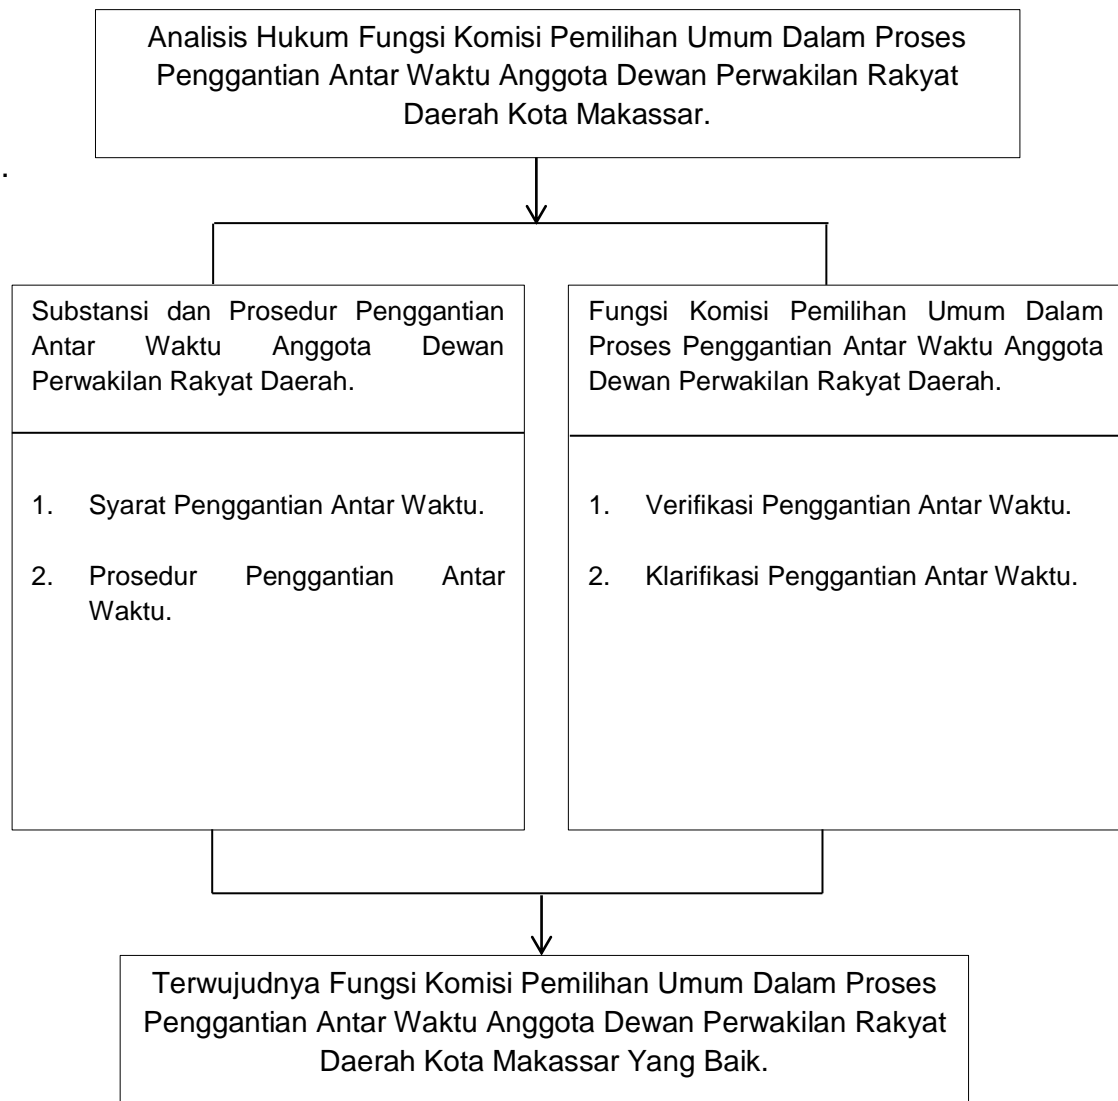 Analisis Hukum Fungsi Komisi Pemilihan Umum Dalam Proses
Penggantian Antar Waktu Anggota Dewan Perwakilan Rakyat
Daerah Kota Makassar.
.
Substansi dan Prosedur Penggantian
Antar Waktu Anggota Dewan
Perwakilan Rakyat Daerah.
1. Syarat Penggantian Antar Waktu.
2. Prosedur Penggantian Antar
Waktu.
Fungsi Komisi Pemilihan Umum Dalam
Proses Penggantian Antar Waktu Anggota
Dewan Perwakilan Rakyat Daerah.
1. Verifikasi Penggantian Antar Waktu.
2. Klarifikasi Penggantian Antar Waktu.
Terwujudnya Fungsi Komisi Pemilihan Umum Dalam Proses
Penggantian Antar Waktu Anggota Dewan Perwakilan Rakyat
Daerah Kota Makassar Yang Baik.